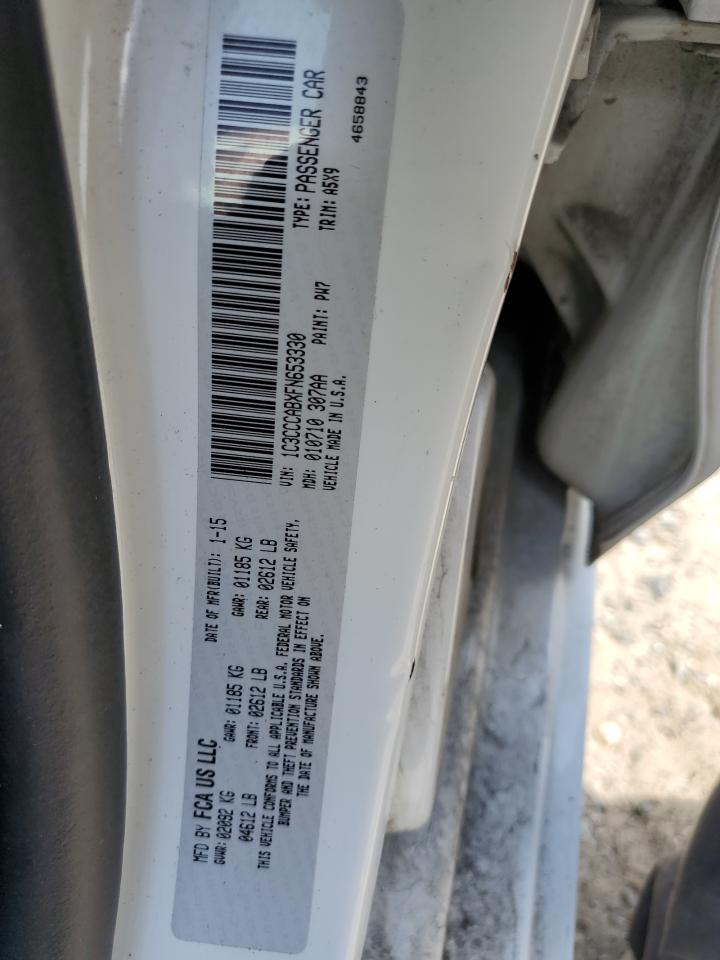 MFD BY FCA US LLC
DATE OF MFR(BUILT): 1-15
GVWR: 02092 KG
GAWR: 01185 KG
GAWR: 01185 KG
04612 LB
FRONT: 02612 LB
REAR: 02612 LB
THIS VEHICLE CONFORMS TO ALL APPLICABLE U.S.A. FEDERAL MOTOR VEHICLE SAFETY,
BUMPER AND THEFT PREVENTION STANDARDS IN EFFECT ON
THE DATE OF MANUFACTURE SHOWN ABOVE.
VIN: 1C3CCCABXFN653330
TYPE: PASSENGER CAR
MDH: 010710 307AA
PAINT: PW7
TRIM: A5X9
VEHICLE MADE IN U.S.A.
4658843